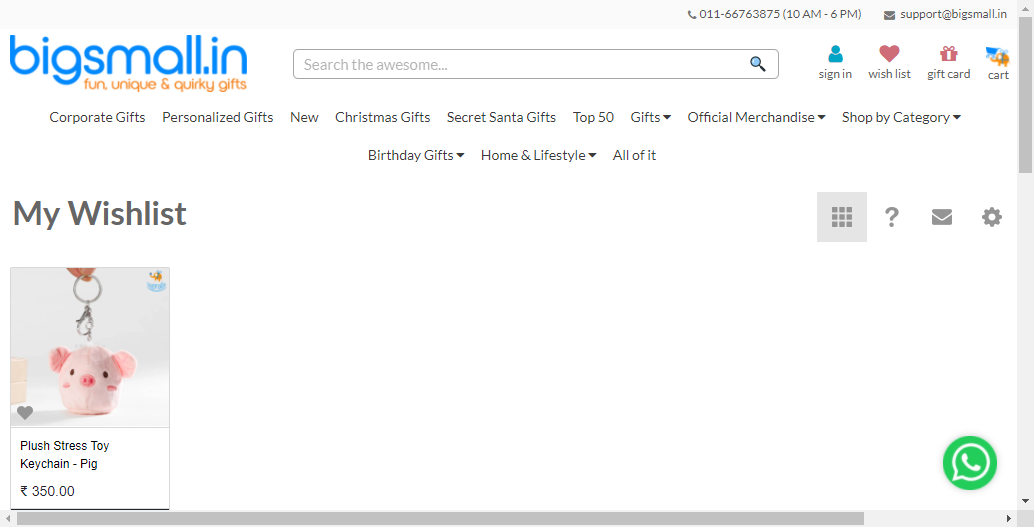 011-66763875 (10 AM - 6 PM) support@bigsmall.in
bigsmall.in
fun, unique & quirky gifts
Search the awesome...
sign in wish list gift card cart
Corporate Gifts Personalized Gifts New Christmas Gifts Secret Santa Gifts Top 50 Gifts Official Merchandise Shop by Category
Birthday Gifts Home & Lifestyle All of it
My Wishlist
?
Plush Stress Toy
Keychain - Pig
₹ 350.00